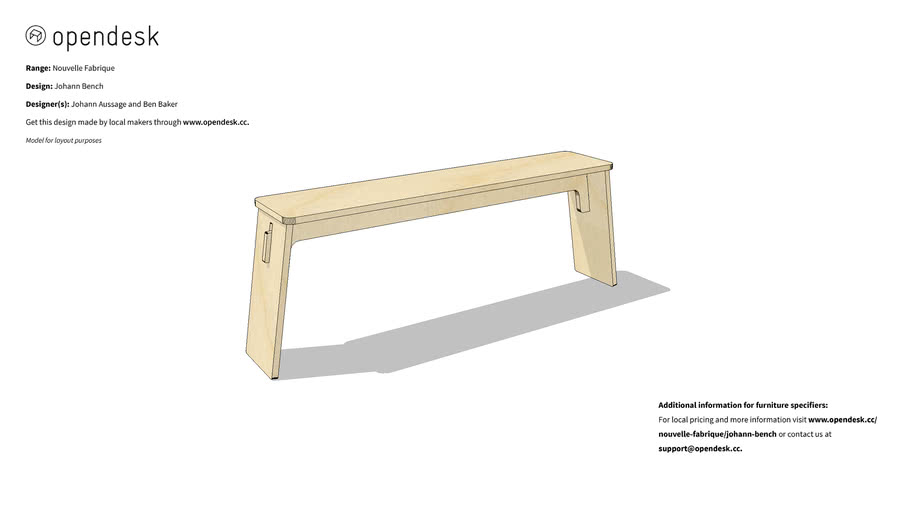 opendesk
Range: Nouvelle Fabrique
Design: Johann Bench
Designer(s): Johann Aussage and Ben Baker
Get this design made by local makers through www.opendesk.cc.
Model for layout purposes
Additional information for furniture specifiers:
For local pricing and more information visit www.opendesk.cc/
nouvelle-fabrique/johann-bench or contact us at
support@opendesk.cc.